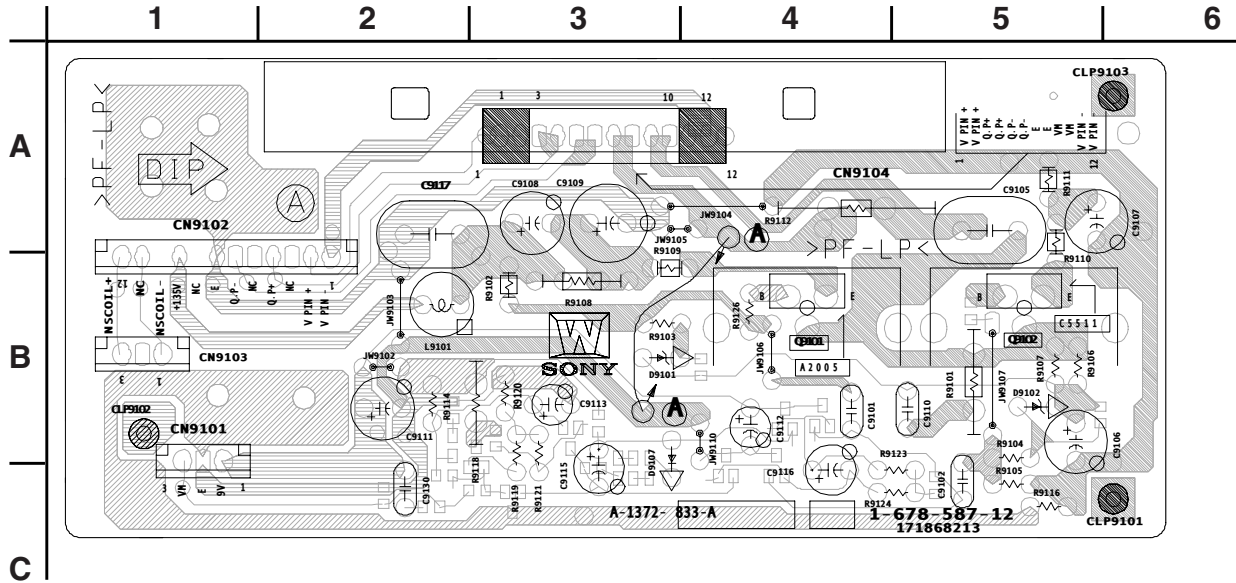 1 2 3 4 5 6
A
B
C
>PF-LP<
DIP
A
CN9102
CLP9103
1 3 10 12
V PIN +
V PIN +
Q.P+
Q.P+
Q.P-
Q.P-
E
E
VM
VM
V PIN -
V PIN -
1 12
1 12
CN9104
C9117
C9108
C9109
C9105
R9111
C9107
JW9104
R9112
JW9105
R9109
A
>PF-LP<
R9110
NSCOIL+
NC
NSCOIL-
12
+135V
NC
E
Q.P-
NC
Q.P+
NC
V PIN +
V PIN -
1
JW9103
R9102
R9108
R9126
B E
B E
C5511
L9101
R9103
Q9101
Q9102
SONY
CN9103
3 1
JW9102
D9101
JW9106
A2005
R9101
JW9107
R9107
R9106
CLP9102
CN9101
R9114
R9120
C9113
A
C9101
C9110
D9102
C9111
C9112
JW9110
C9106
3
VM
E
9V
1
C9130
R9118
R9119
R9121
C9115
D9107
C9116
R9123
R9124
C9102
R9104
R9105
R9116
A-1372- 833-A
1-678-587-12
171868213
CLP9101